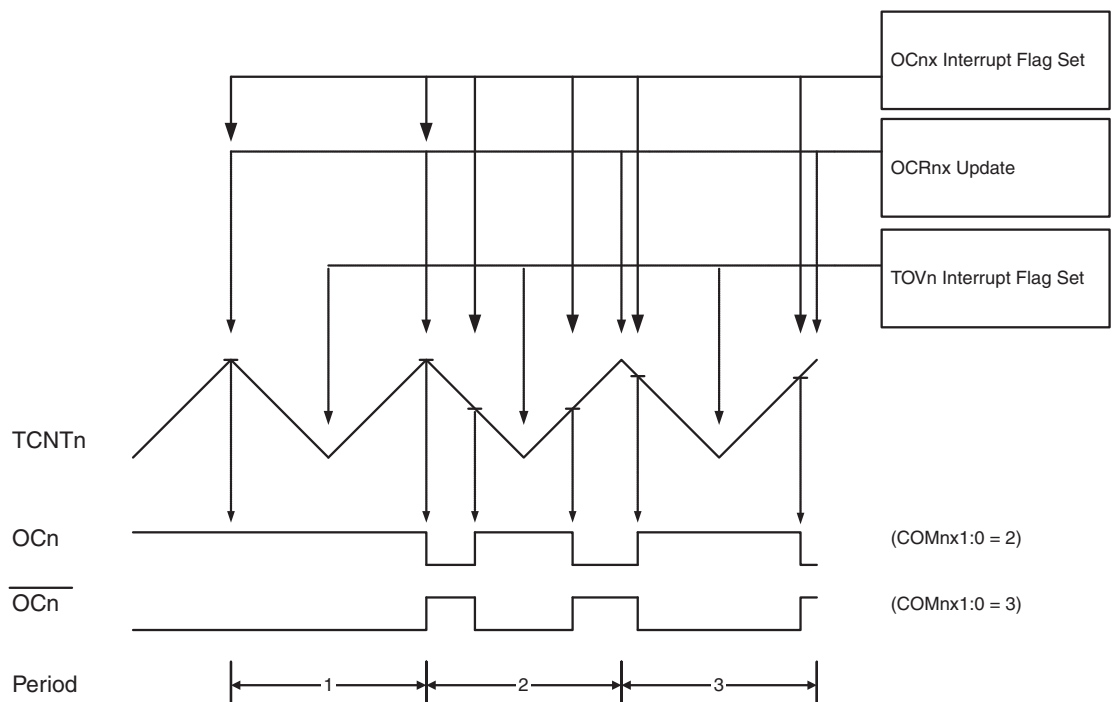 OCnx Interrupt Flag Set
OCRnx Update
TOVn Interrupt Flag Set
TCNTn
OCn
(COMnx1:0 = 2)
OCn
(COMnx1:0 = 3)
Period
1
2
3